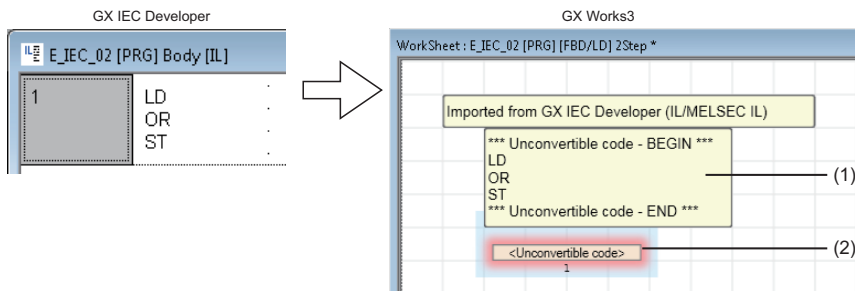 GX IEC Developer
GX Works3
E_IEC_02 [PRG] Body [IL]
1
LD
OR
ST
WorkSheet : E_IEC_02 [PRG] [FBD/LD] 2Step *
Imported from GX IEC Developer (IL/MELSEC IL)
*** Unconvertible code - BEGIN ***
LD
OR
ST
*** Unconvertible code - END ***
(1)
<Unconvertible code>
(2)
1